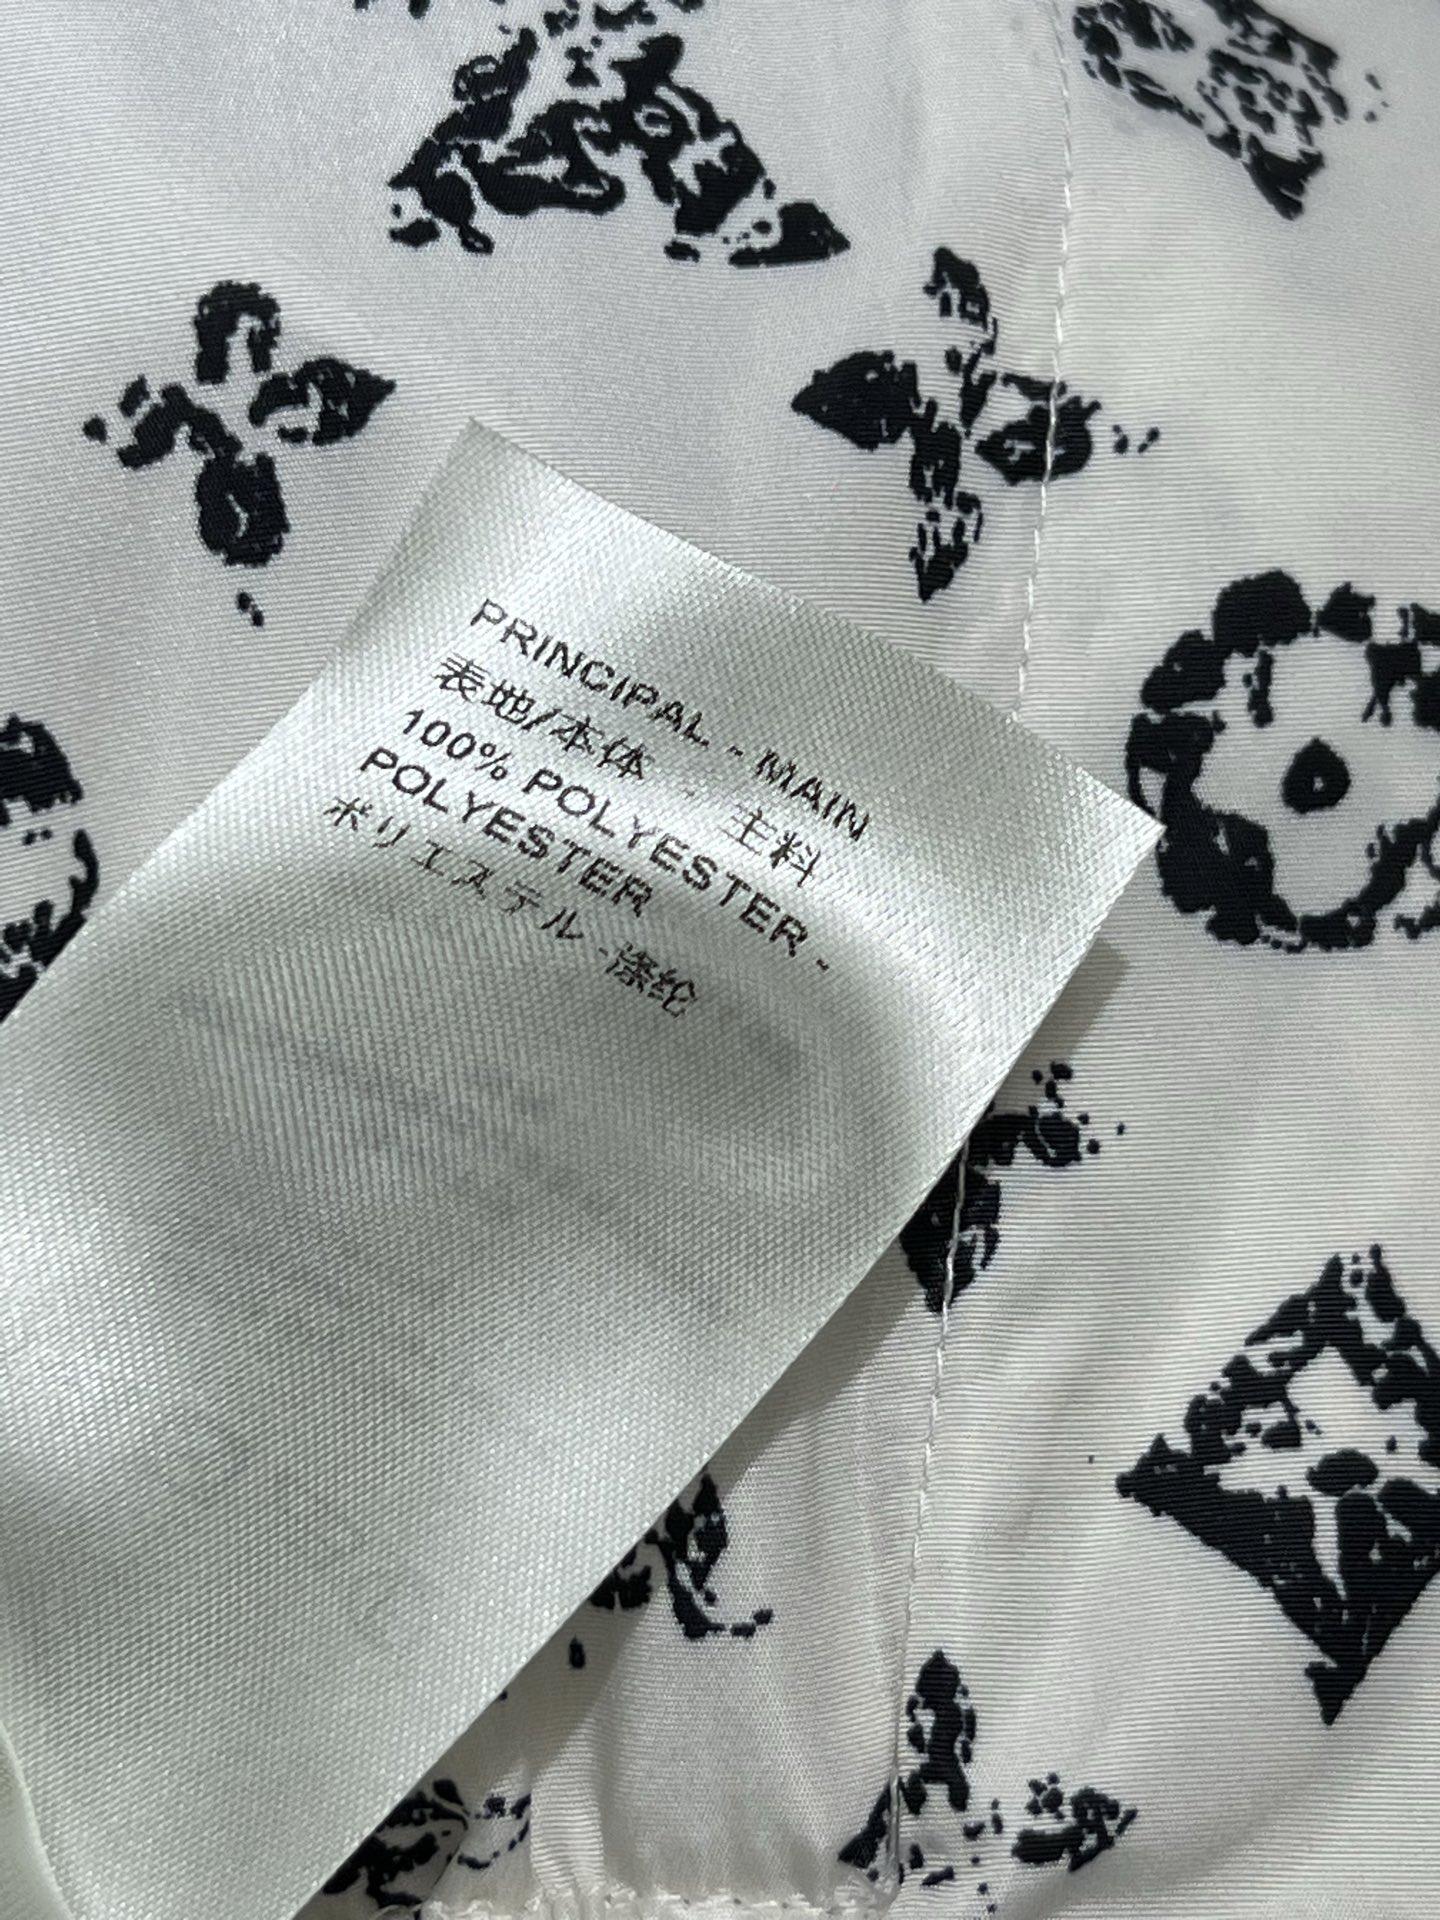 PRINCIPAL - MAIN
表地/本体 - 主料
100% POLYESTER -
POLYESTER
ポリエステル -涤纶